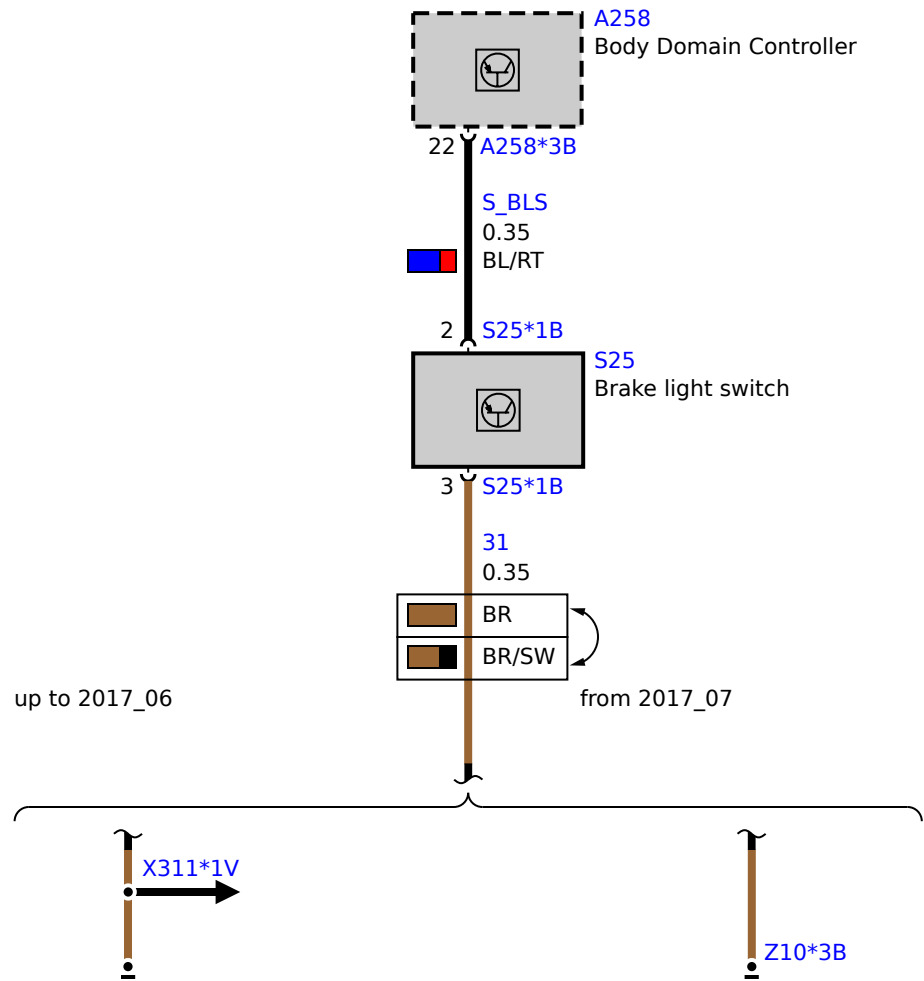 A258
Body Domain Controller
22 A258*3B
S_BLS
0.35
BL/RT
2 S25*1B
S25
Brake light switch
3 S25*1B
31
0.35
BR
BR/SW
up to 2017_06
from 2017_07
X311*1V
Z10*3B